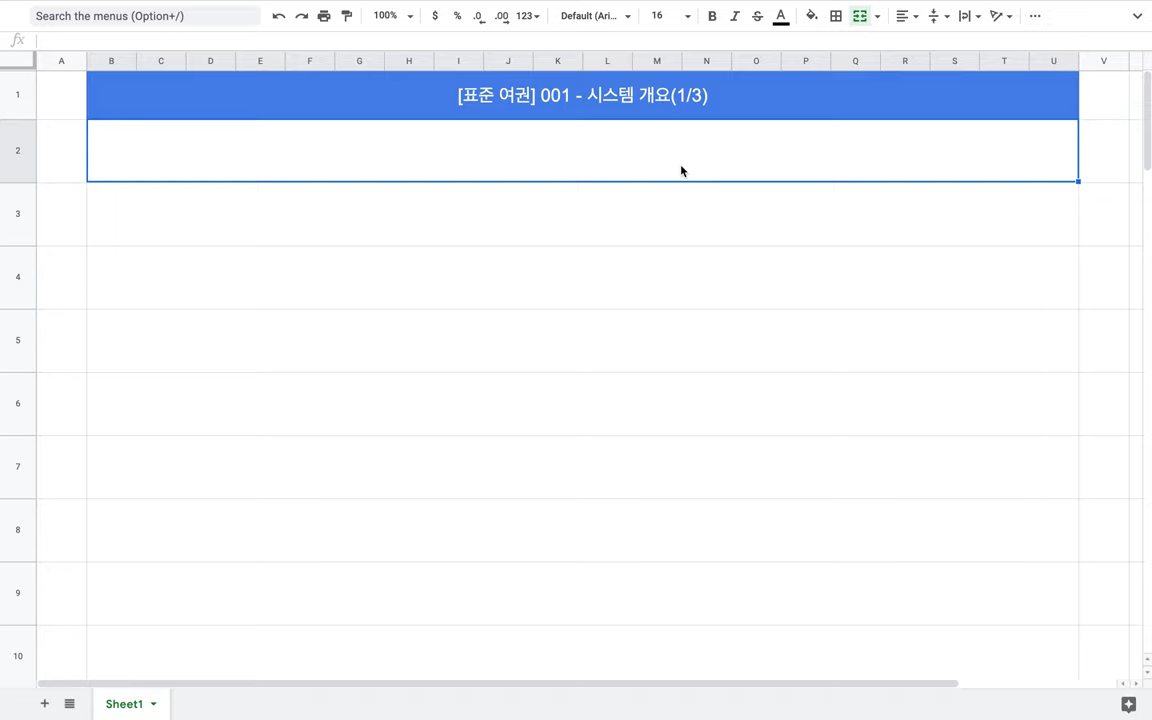 Search the menus (Option+/)
100% $ % .0 .00 123 Default (Ari... 16 B I S A ...
fx
A B C D E F G H I J K L M N O P Q R S T U V
1 [표준 여권] 001 - 시스템 개요(1/3)
2
3
4
5
6
7
8
9
10
+ Sheet1